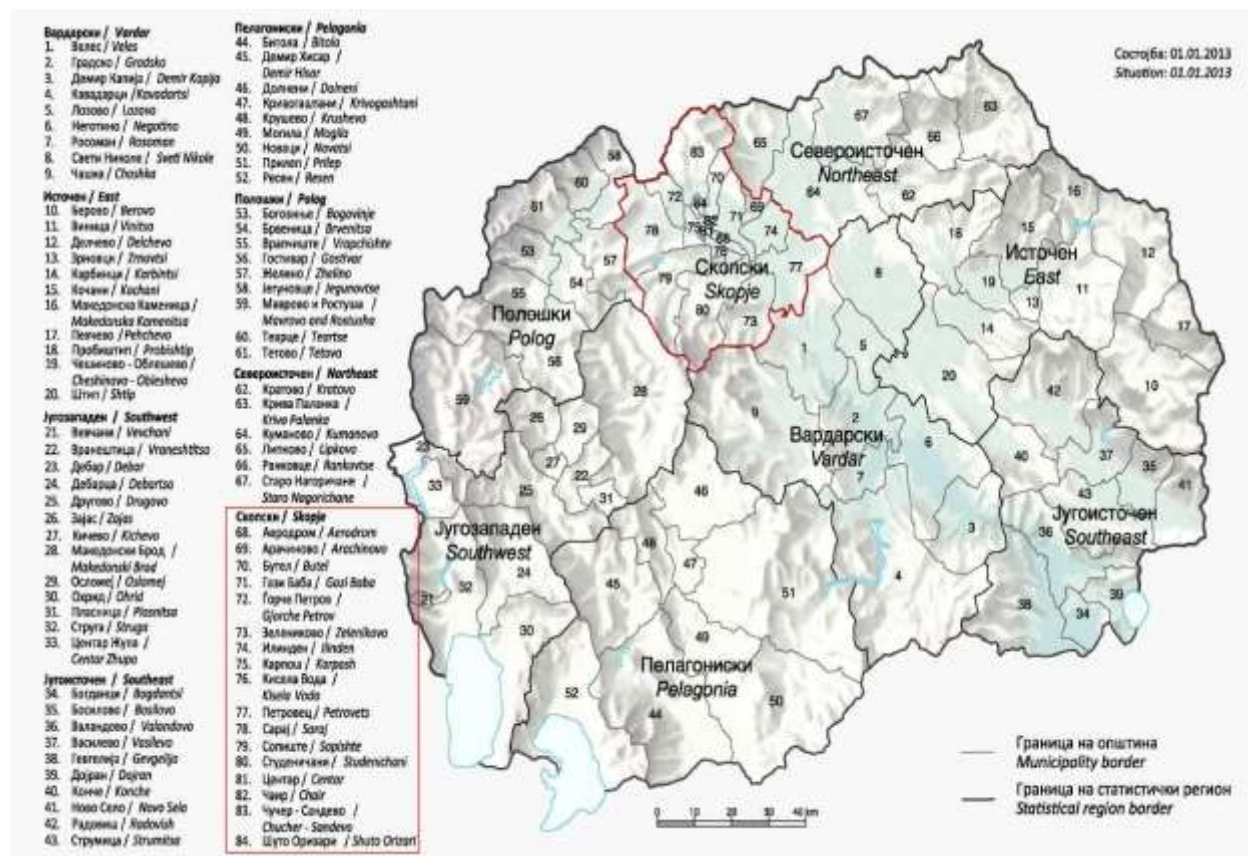 Вардарски / Vardar
1. Велес / Veles
2. Градско / Gradsko
3. Демир Капија / Demir Kapija
4. Кавадарци / Kavadartsi
5. Лозово / Lozovo
6. Неготино / Negotino
7. Росоман / Rosoman
8. Свети Николе / Sveti Nikole
9. Чашка / Chashka
Источен / East
10. Берово / Berovo
11. Виница / Vinitsa
12. Делчево / Delchevo
13. Зрновци / Zrnovtsi
14. Карбинци / Karbintsi
15. Кочани / Kochani
16. Македонска Каменица /
Makedonska Kamenitsa
17. Пехчево / Pehchevo
18. Пробиштип / Probishtip
19. Чешиново - Облешево /
Cheshinovo - Obleshevo
20. Штип / Shtip
Југозападен / Southwest
21. Вевчани / Vevchani
22. Вранештица / Vraneshtitsa
23. Дебар / Debar
24. Дебарца / Debartsa
25. Другово / Drugovo
26. Зајас / Zajas
27. Кичево / Kichevo
28. Македонски Брод /
Makedonski Brod
29. Осломеј / Oslomej
30. Охрид / Ohrid
31. Пласница / Plasnitsa
32. Струга / Struga
33. Центар Жупа /
Centar Zhupa
Југоисточен / Southeast
34. Богданци / Bogdantsi
35. Босилово / Bosilovo
36. Валандово / Valandovo
37. Василево / Vasilevo
38. Гевгелија / Gevgelija
39. Дојран / Dojran
40. Конче / Konche
41. Ново Село / Novo Selo
42. Радовиш / Radovish
43. Струмица / Strumitsa
Пелагониски / Pelagonia
44. Битола / Bitola
45. Демир Хисар /
Demir Hisar
46. Долнени / Dolneni
47. Кривогаштани / Krivogashtani
48. Крушево / Krushevo
49. Могила / Mogila
50. Новаци / Novatsi
51. Прилеп / Prilep
52. Ресен / Resen
Полошки / Polog
53. Боговиње / Bogovinje
54. Брвеница / Brvenitsa
55. Врапчиште / Vrapchishte
56. Гостивар / Gostivar
57. Желино / Zhelino
58. Јегуновце / Jegunovtse
59. Маврово и Ростуша /
Mavrovo and Rostusha
60. Теарце / Teartse
61. Тетово / Tetovo
Североисточен / Northeast
62. Кратово / Kratovo
63. Крива Паланка /
Kriva Palanka
64. Куманово / Kumanovo
65. Липково / Lipkovo
66. Ранковце / Rankovtse
67. Старо Нагоричане /
Staro Nagorichane
Скопски / Skopje
68. Аеродром / Aerodrom
69. Арачиново / Arachinovo
70. Бутел / Butel
71. Гази Баба / Gazi Baba
72. Ѓорче Петров /
Gjorche Petrov
73. Зелениково / Zelenikovo
74. Илинден / Ilinden
75. Карпош / Karposh
76. Кисела Вода /
Kisela Voda
77. Петровец / Petrovets
78. Сарај / Saraj
79. Сопиште / Sopishte
80. Студеничани / Studenichani
81. Центар / Centar
82. Чаир / Chair
83. Чучер - Сандево /
Chucher - Sandevo
84. Шуто Оризари / Shuto Orizari
Состојба: 01.01.2013
Situation: 01.01.2013
Североисточен
Northeast
Скопски
Skopje
Источен
East
Полошки
Polog
Вардарски
Vardar
Југозападен
Southwest
Југоисточен
Southeast
Пелагониски
Pelagonia
Граница на општина
Municipality border
Граница на статистички регион
Statistical region border
0 10 20 30 40 km